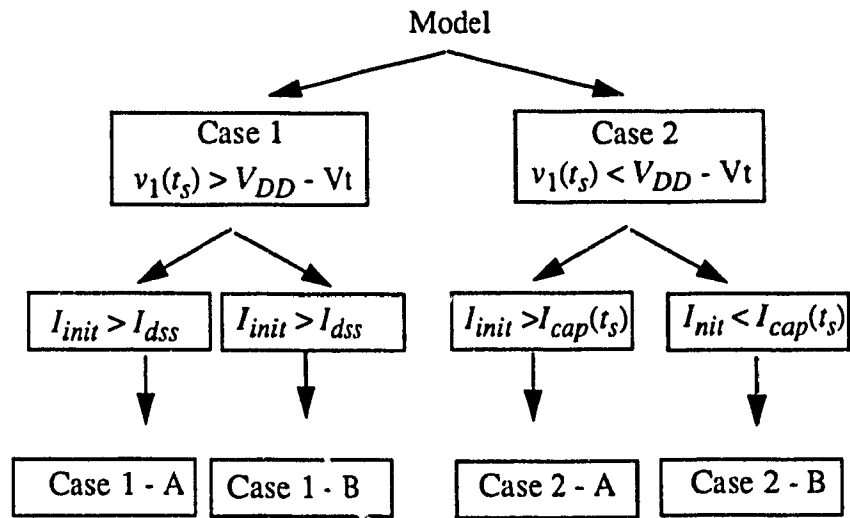 Model
Case 1
v1(ts) > VDD - Vt
Case 2
v1(ts) < VDD - Vt
Iinit > Idss
Iinit > Idss
Iinit >Icap(ts)
Init < Icap(ts)
Case 1 - A
Case 1 - B
Case 2 - A
Case 2 - B